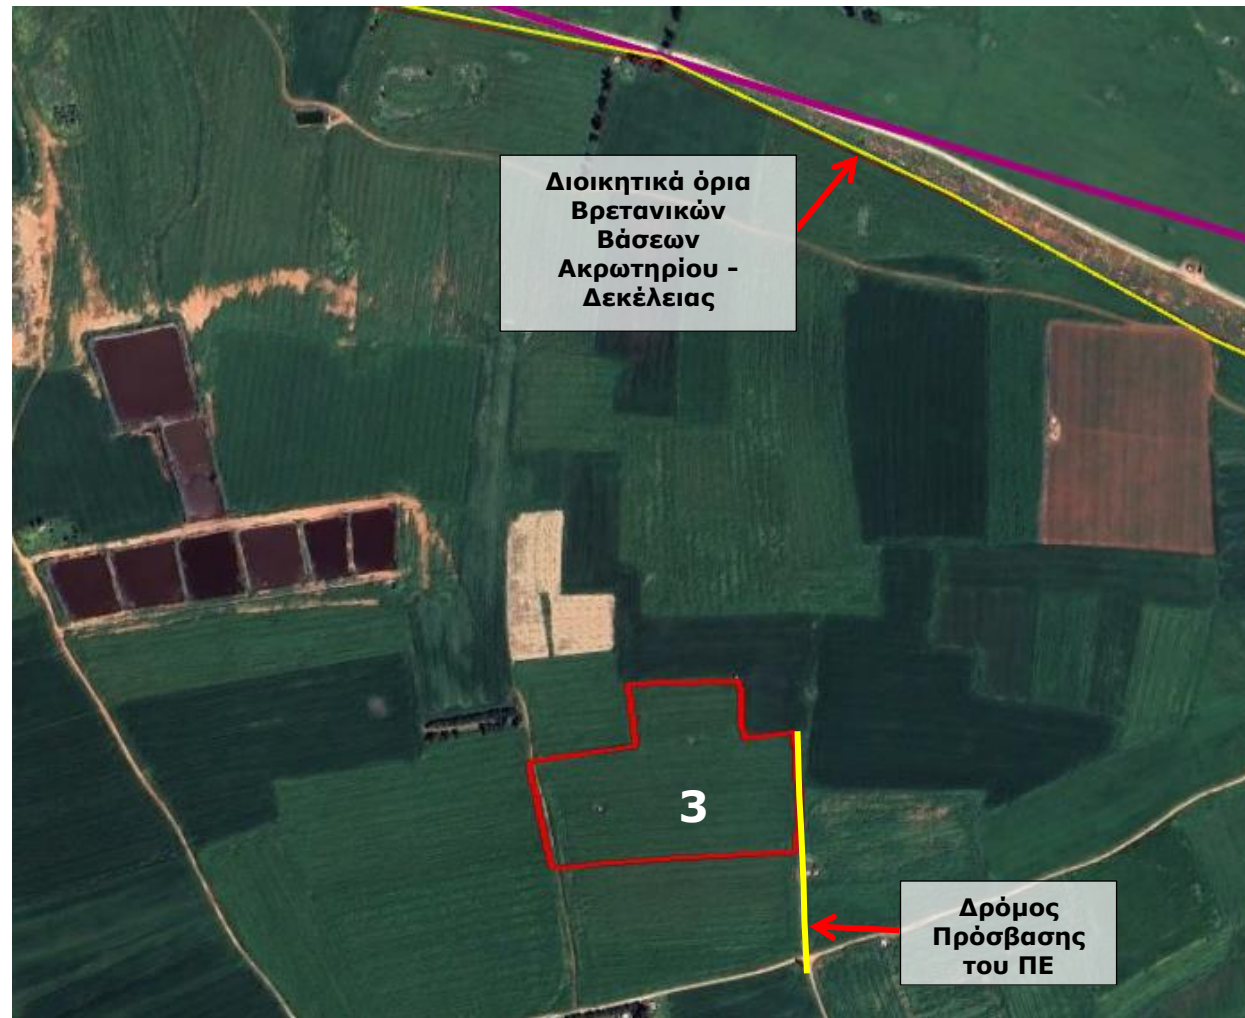 Διοικητικά όρια
Βρετανικών
Βάσεων
Ακρωτηρίου –
Δεκέλειας
3
Δρόμος
Πρόσβασης
του ΠΕ